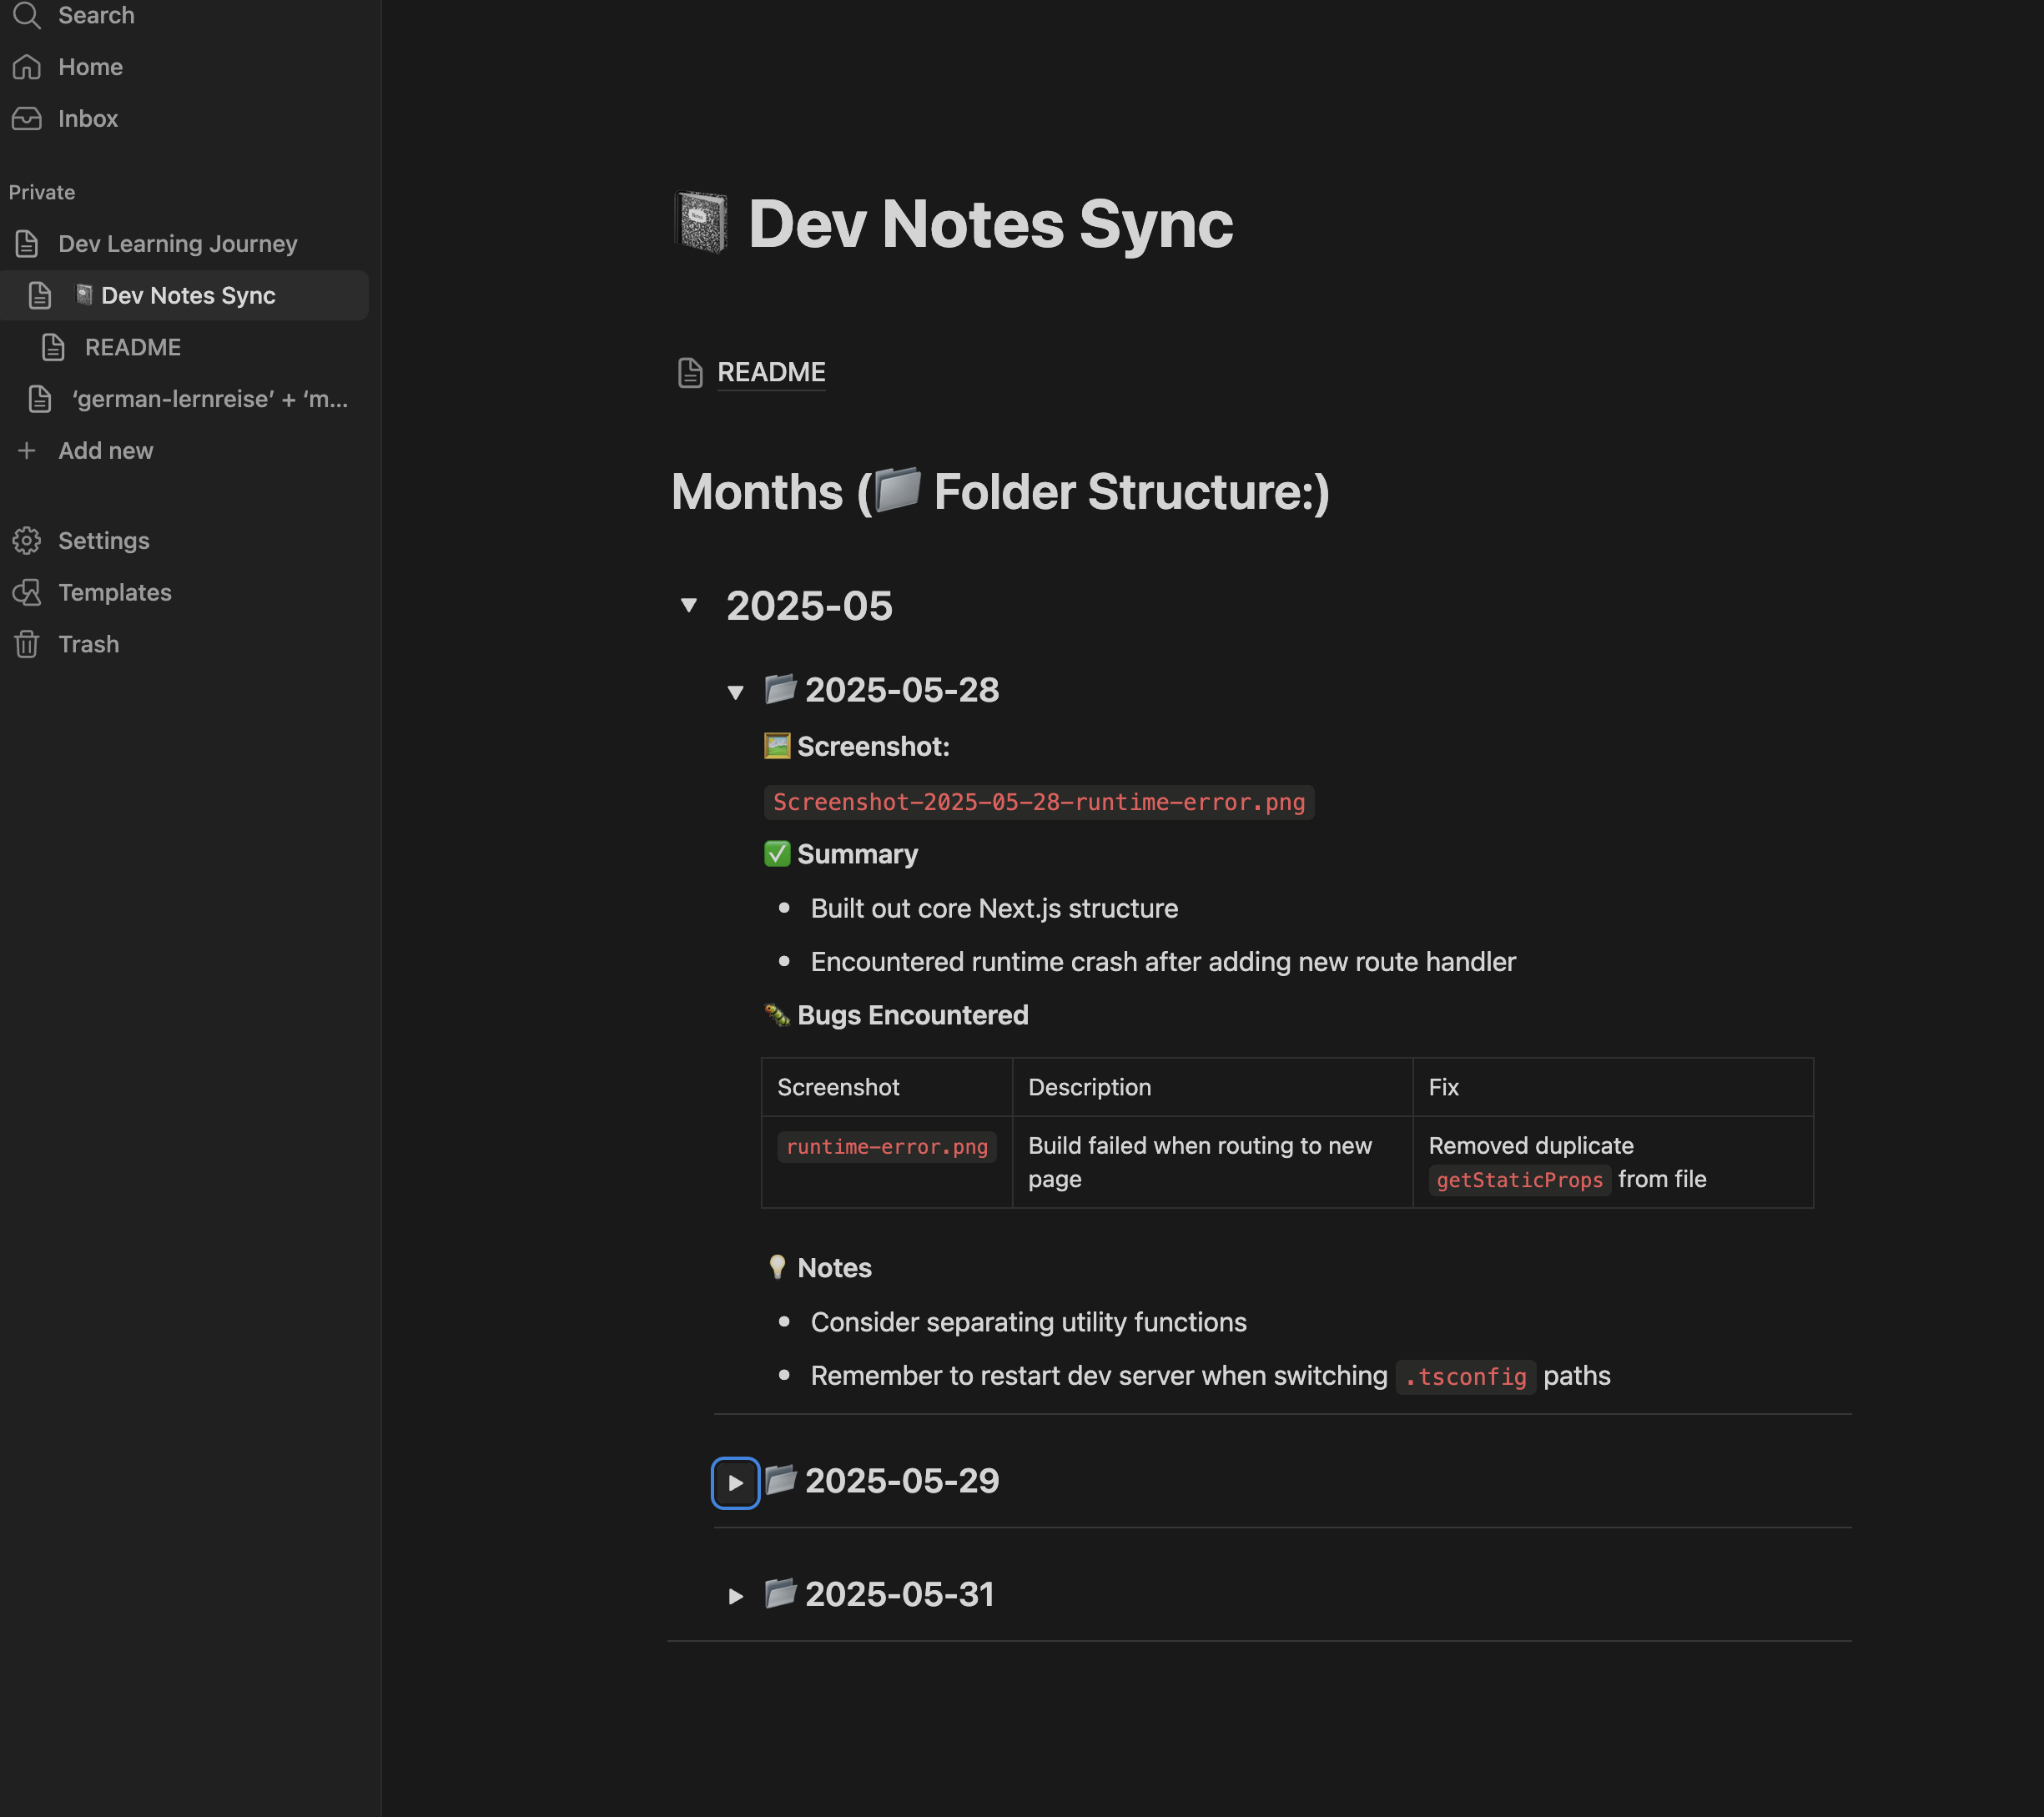 Search
Home
Inbox
Private
Dev Learning Journey
Dev Notes Sync
README
‘german-lernreise’ + ‘m...
Add new
Settings
Templates
Trash
Dev Notes Sync
README
Months (📁 Folder Structure:)
2025-05
2025-05-28
Screenshot:
Screenshot-2025-05-28-runtime-error.png
Summary
Built out core Next.js structure
Encountered runtime crash after adding new route handler
Bugs Encountered
Screenshot Description Fix
runtime-error.png Build failed when routing to new Removed duplicate
page getStaticProps from file
Notes
Consider separating utility functions
Remember to restart dev server when switching .tsconfig paths
2025-05-29
2025-05-31